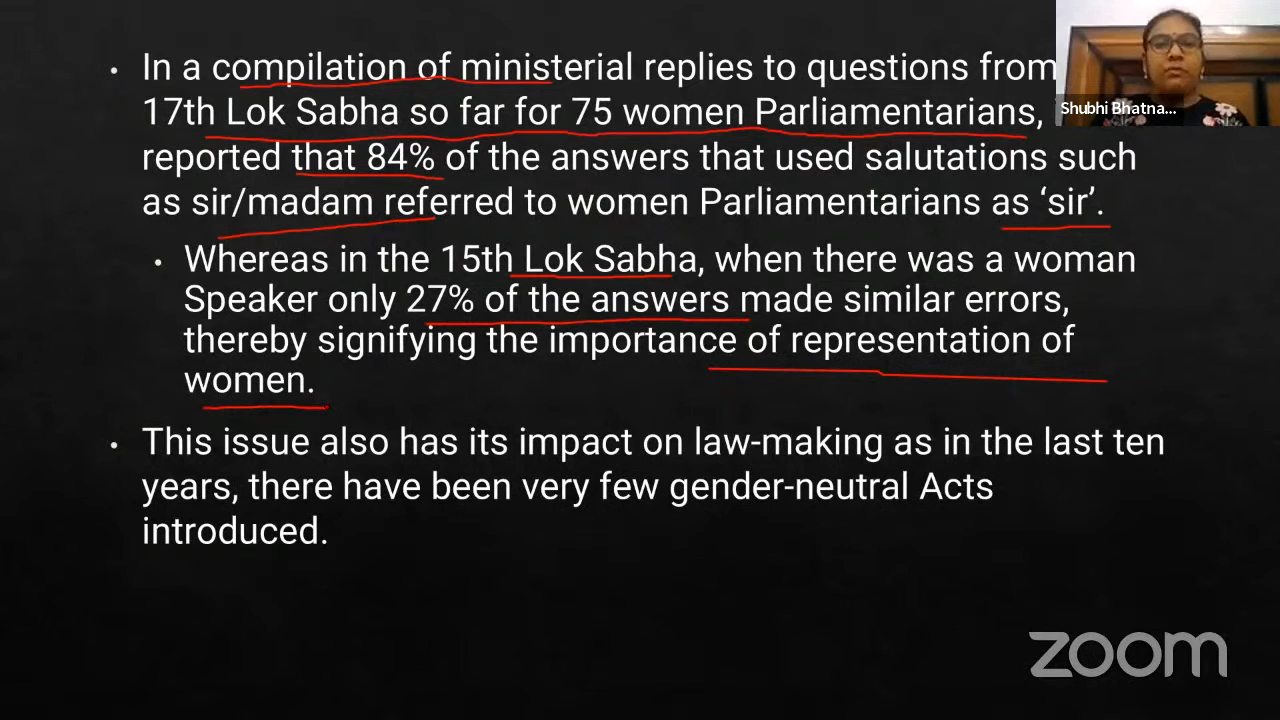 In a compilation of ministerial replies to questions from
17th Lok Sabha so far for 75 women Parliamentarians,
reported that 84% of the answers that used salutations such
as sir/madam referred to women Parliamentarians as ‘sir’.
Whereas in the 15th Lok Sabha, when there was a woman
Speaker only 27% of the answers made similar errors,
thereby signifying the importance of representation of
women.
This issue also has its impact on law-making as in the last ten
years, there have been very few gender-neutral Acts
introduced.
Shubhi Bhatna...
zoom